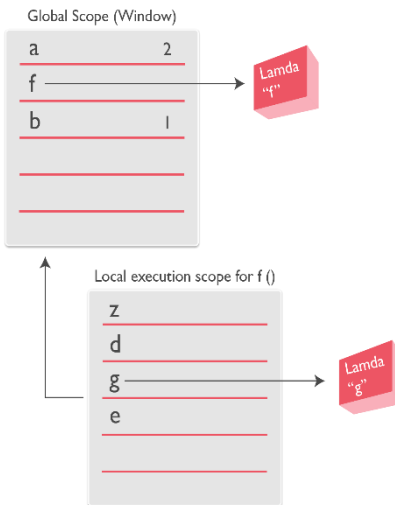 Global Scope (Window)
a 2
f
Lamda
"f"
b 1
Local execution scope for f ()
z
d
g
Lamda
"g"
e